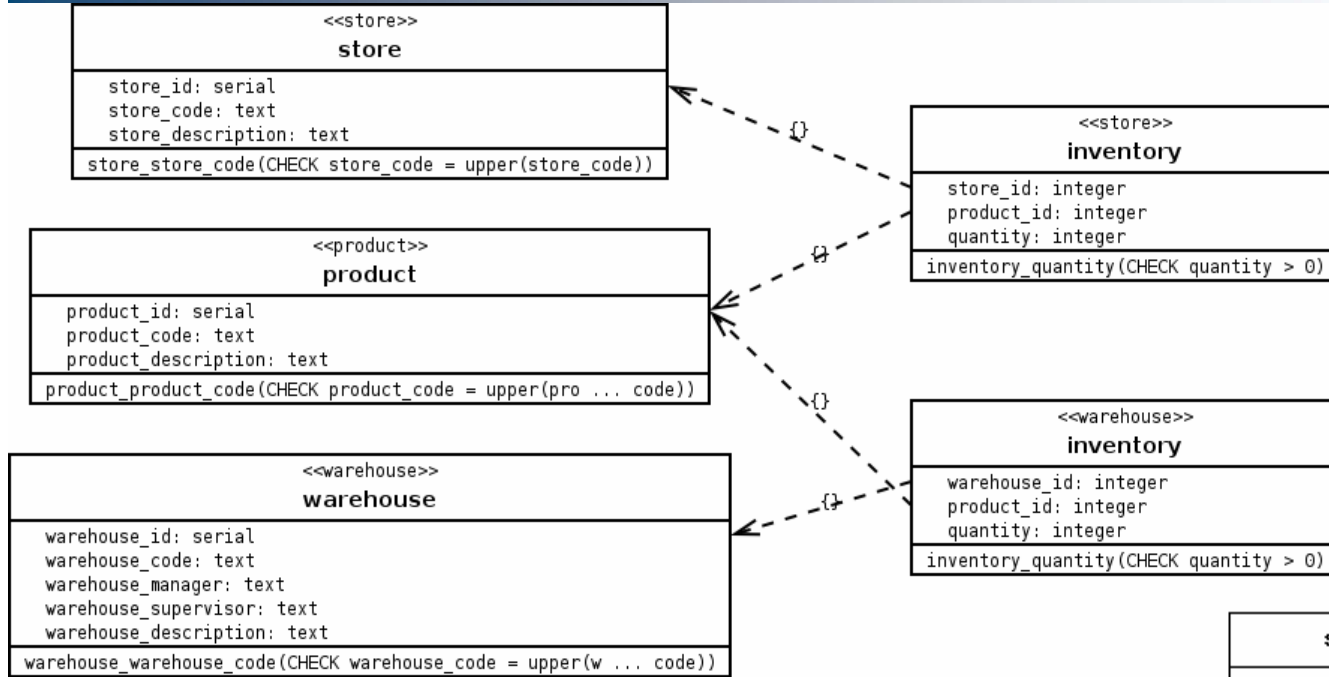 <<store>>
store
store_id: serial
store_code: text
store_description: text
store_store_code(CHECK store_code = upper(store_code))
<<product>>
product
product_id: serial
product_code: text
product_description: text
product_product_code(CHECK product_code = upper(pro ... code))
<<warehouse>>
warehouse
warehouse_id: serial
warehouse_code: text
warehouse_manager: text
warehouse_supervisor: text
warehouse_description: text
warehouse_warehouse_code(CHECK warehouse_code = upper(w ... code))
{}
{}
{}
{}
<<store>>
inventory
store_id: integer
product_id: integer
quantity: integer
inventory_quantity(CHECK quantity > 0)
<<warehouse>>
inventory
warehouse_id: integer
product_id: integer
quantity: integer
inventory_quantity(CHECK quantity > 0)